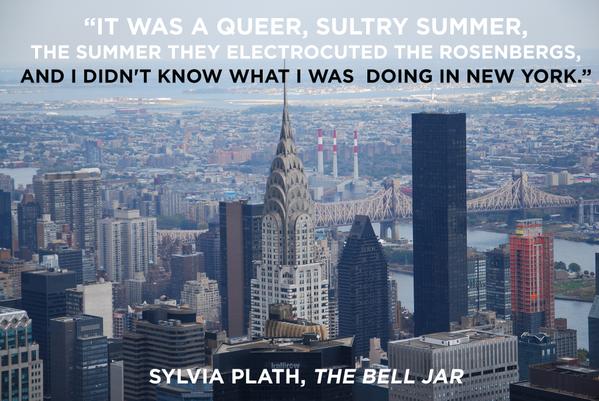 “IT WAS A QUEER, SULTRY SUMMER,
THE SUMMER THEY ELECTROCUTED THE ROSENBERGS,
AND I DIDN'T KNOW WHAT I WAS DOING IN NEW YORK.”
SYLVIA PLATH, THE BELL JAR